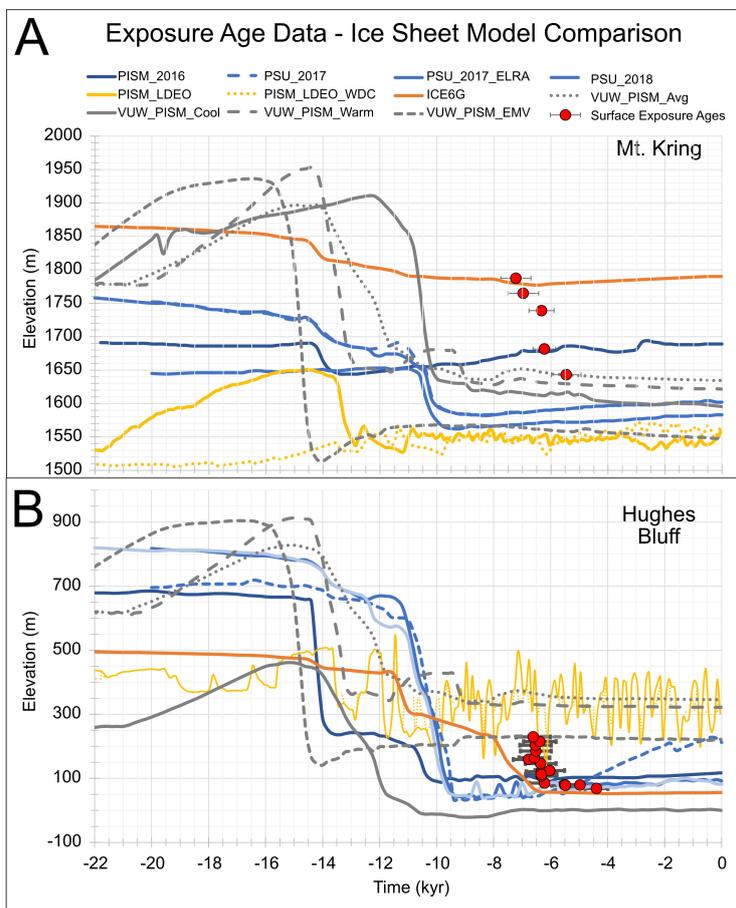 A
Exposure Age Data - Ice Sheet Model Comparison
PISM_2016 PSU_2017 PSU_2017_ELRA PSU_2018
PISM_LDEO PISM_LDEO_WDC ICE6G VUW_PISM_Avg
VUW_PISM_Cool VUW_PISM_Warm VUW_PISM_EMV Surface Exposure Ages
Mt. Kring
Elevation (m)
2000
1950
1900
1850
1800
1750
1700
1650
1600
1550
1500
B
Hughes
Bluff
Elevation (m)
900
700
500
300
100
-100
-22 -20 -18 -16 -14 -12 -10 -8 -6 -4 -2 0
Time (kyr)